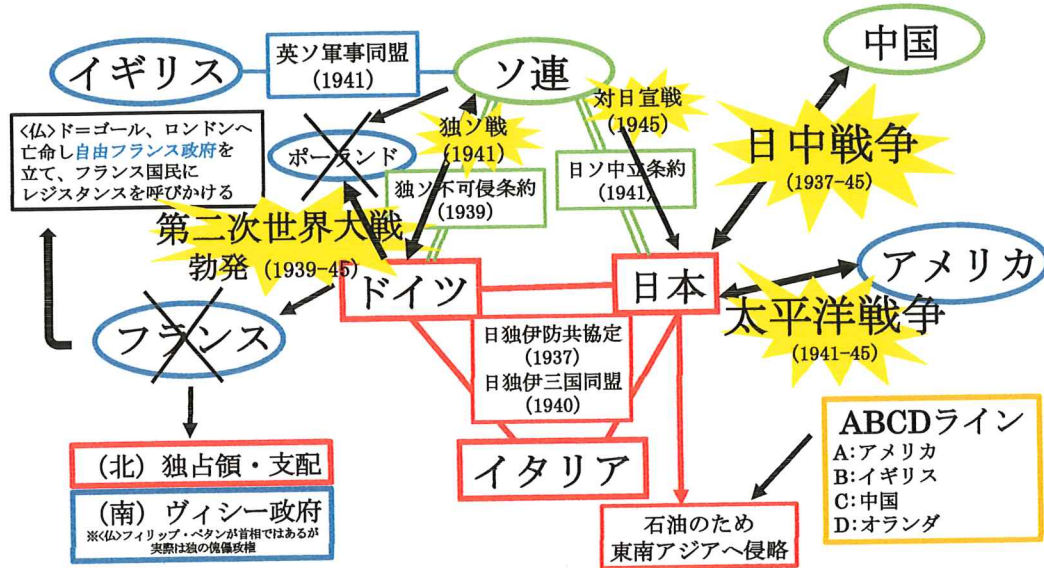 イギリス
英ソ軍事同盟
(1941)
ソ連
中国
対日宣戦
(1945)
独ソ戦
(1941)
<仏>ド=ゴール、ロンドンへ
亡命し自由フランス政府を
立て、フランス国民に
レジスタンスを呼びかける
ポーランド
日中戦争
(1937-45)
独ソ不可侵条約
(1939)
日ソ中立条約
(1941)
第二次世界大戦
勃発 (1939-45)
ドイツ
日本
アメリカ
太平洋戦争
(1941-45)
フランス
日独伊防共協定
(1937)
日独伊三国同盟
(1940)
イタリア
(北) 独占領・支配
(南) ヴィシー政府
※<仏>フィリップ・ペタンが首相ではあるが
実際は独の傀儡政権
石油のため
東南アジアへ侵略
ABCDライン
A:アメリカ
B:イギリス
C:中国
D:オランダ